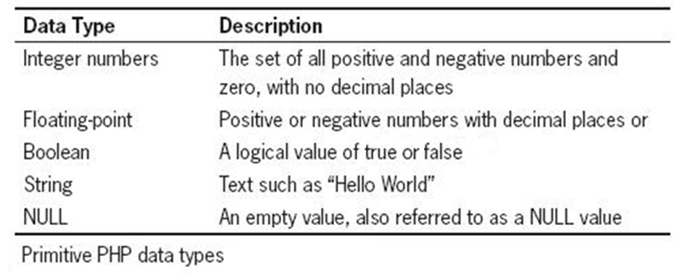 Data Type Description
Integer numbers The set of all positive and negative numbers and
zero, with no decimal places
Floating-point Positive or negative numbers with decimal places or
Boolean A logical value of true or false
String Text such as “Hello World”
NULL An empty value, also referred to as a NULL value
Primitive PHP data types